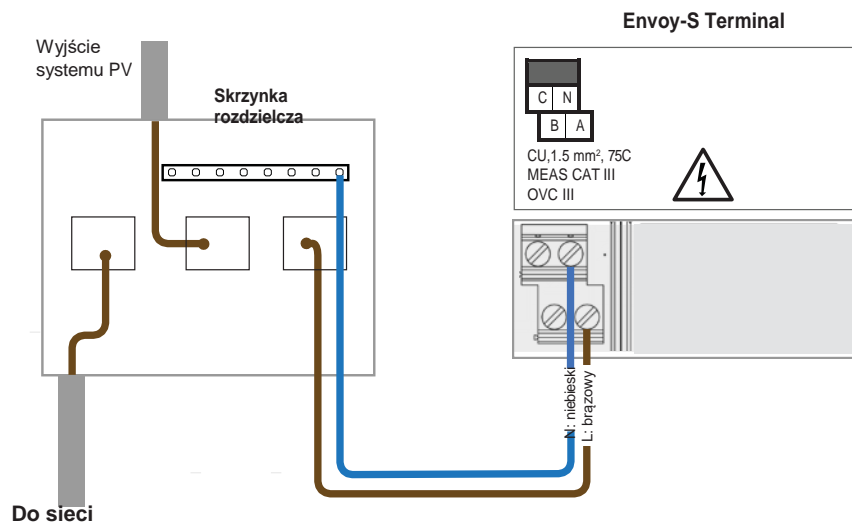 Envoy-S Terminal
Wyjście
systemu PV
Skrzynka
rozdzielcza
C N
B A
CU,1.5 mm², 75C
MEAS CAT III
OVC III
N: niebieski
L: brązowy
Do sieci